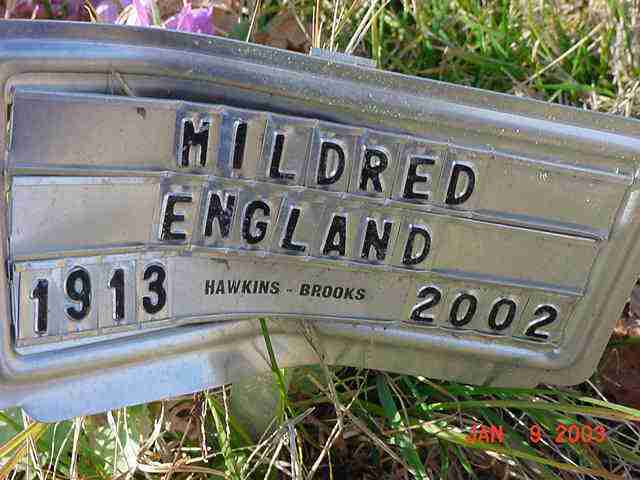 MILDRED
ENGLAND
1913 HAWKINS - BROOKS 2002
JAN 9 2003